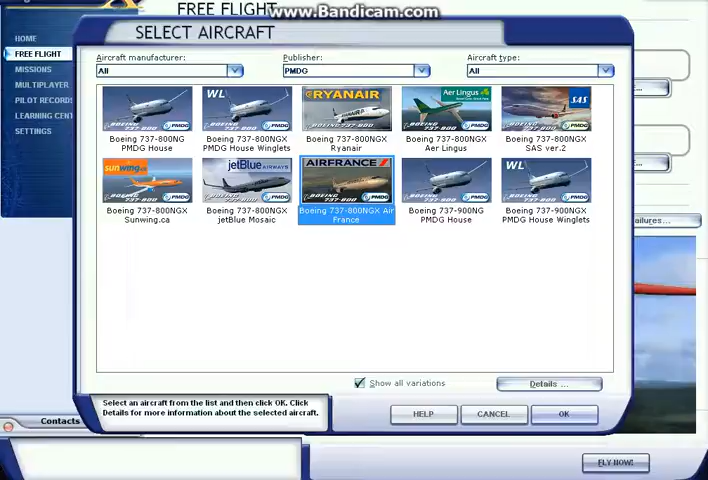 FREE FLIGHT
www.Bandicam.com
SELECT AIRCRAFT
HOME
FREE FLIGHT
MISSIONS
MULTIPLAYER
PILOT RECORDS
LEARNING CENT
SETTINGS
Aircraft manufacturer:
Publisher:
Aircraft type:
All
PMDG
All
WL
RYANAIR
Aer Lingus
SAS
Boeing 737-800NG PMDG House
Boeing 737-800NGX PMDG House Winglets
Boeing 737-800NGX Ryanair
Boeing 737-800NGX Aer Lingus
Boeing 737-800NGX SAS ver.2
sunwing.ca
jetBlue AIRWAYS
AIRFRANCE
WL
Boeing 737-800NGX Sunwing.ca
Boeing 737-800NGX jetBlue Mosaic
Boeing 737-800NGX Air France
Boeing 737-900NG PMDG House
Boeing 737-900NGX PMDG House Winglets
ailures...
Show all variations
Details ...
Select an aircraft from the list and then click OK. Click
Details for more information about the selected aircraft.
HELP
CANCEL
OK
Contacts
FLY NOW!